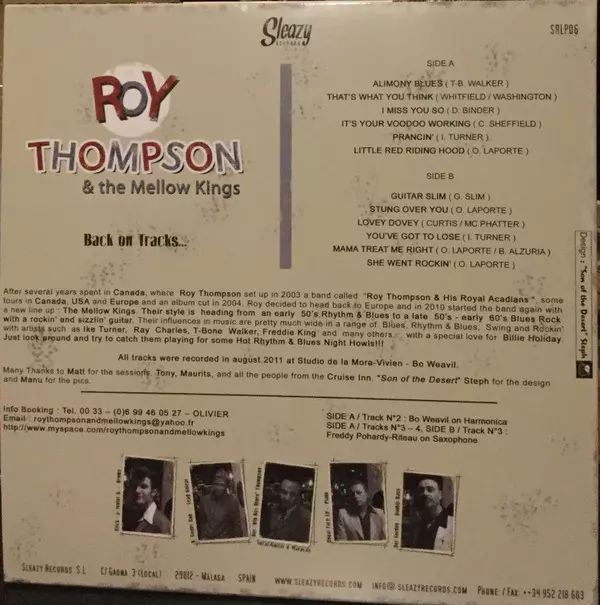 Sleazy
RECORDS
SRLP06
ROY
THOMPSON
& the Mellow Kings
Back on Tracks...
SIDE A
ALIMONY BLUES ( T-B. WALKER )
THAT'S WHAT YOU THINK ( WHITFIELD / WASHINGTON )
I MISS YOU SO ( D. BINDER )
IT'S YOUR VOODOO WORKING ( C. SHEFFIELD )
PRANCIN' ( I. TURNER )
LITTLE RED RIDING HOOD ( O. LAPORTE )
SIDE B
GUITAR SLIM ( G. SLIM )
STUNG OVER YOU ( O. LAPORTE )
LOVEY DOVEY ( CURTIS / MC PHATTER )
YOU'VE GOT TO LOSE ( I. TURNER )
MAMA TREAT ME RIGHT ( O. LAPORTE / B. ALZURIA )
SHE WENT ROCKIN' ( O. LAPORTE )
Design : "Son of the Desert" Steph
After several years spent in Canada, where Roy Thompson set up in 2003 a band called "Roy Thompson & His Royal Acadians ", some
tours in Canada, USA and Europe and an album cut in 2004. Roy decided to head back to Europe and in 2010 started the band again with
a new line up : The Mellow Kings. Their style is heading from an early 50's Rhythm & Blues to a late 50's - early 60's Blues Rock
with a rockin' and sizzlin' guitar. Their influences in music are pretty much wide in a range of Blues, Rhythm & Blues, Swing and Rockin'
with artists such as Ike Turner, Ray Charles, T-Bone Walker, Freddie King and many others , with a special love for Billie Holiday.
Just look around and try to catch them playing for some Hot Rhythm & Blues Night Howls!!!
All tracks were recorded in august 2011 at Studio de la Mora-Vivien - Bo Weavil.
Many Thanks to Matt for the sessions, Tony, Maurits, and all the people from the Cruise Inn. "Son of the Desert" Steph for the design
and Manu for the pics.
Info Booking : Tel. 00 33 – (0)6 99 46 05 27 – OLIVIER
Email : roythompsonandmellowkings@yahoo.fr
http://www.myspace.com/roythompsonandmellowkings
SIDE A / Track N°2 : Bo Weavil on Harmonica
SIDE A / Tracks N°3 – 4, SIDE B / Track N°3 :
Freddy Pohardy-Riteau on Saxophone
SLEAZY RECORDS S.L
C/ GAONA 3 (LOCAL)
29012 - MALAGA
SPAIN
WWW.SLEAZYRECORDS.COM
INFO@SLEAZYRECORDS.COM
PHONE / FAX: ++34 952 218 683